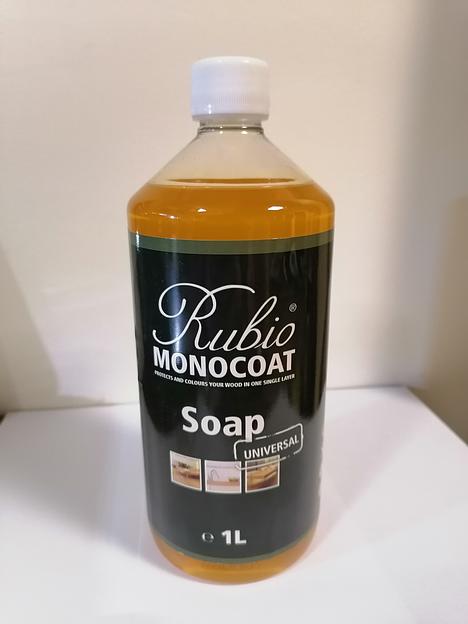 Rubio®
MONOCOAT
PROTECTS AND COLOURS YOUR WOOD IN ONE SINGLE LAYER
Soap
UNIVERSAL
℮ 1L